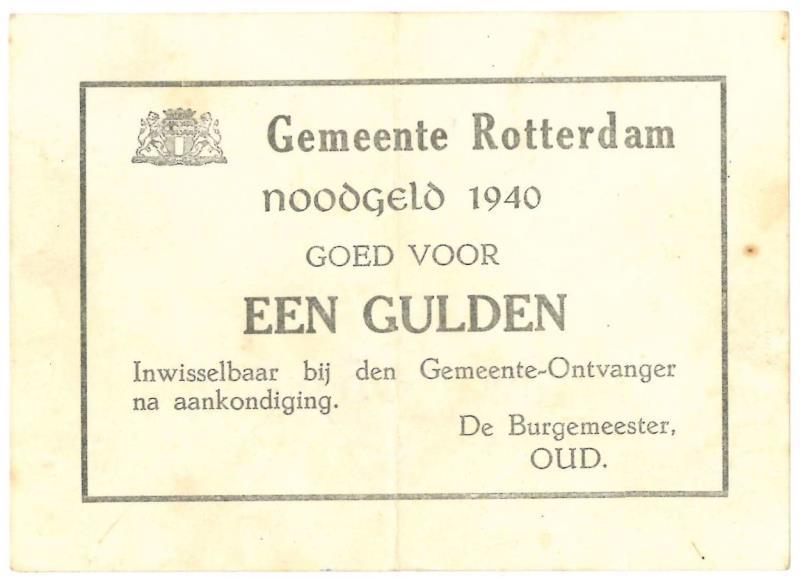 Gemeente Rotterdam
noodgeld 1940
GOED VOOR
EEN GULDEN
Inwisselbaar bij den Gemeente-Ontvanger
na aankondiging.
De Burgemeester,
OUD.